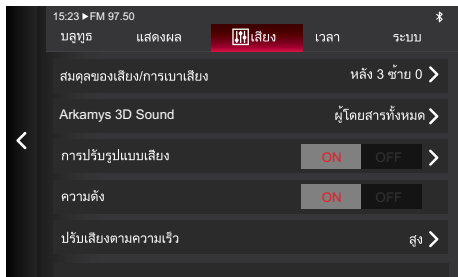 15:23 ▶FM 97.50
บลูทูธ แสดงผล เสียง เวลา ระบบ
สมดุลของเสียง/การเบาเสียง หลัง 3 ซ้าย 0
Arkamys 3D Sound ผู้โดยสารทั้งหมด
การปรับรูปแบบเสียง ON OFF
ความดัง ON OFF
ปรับเสียงตามความเร็ว สูง